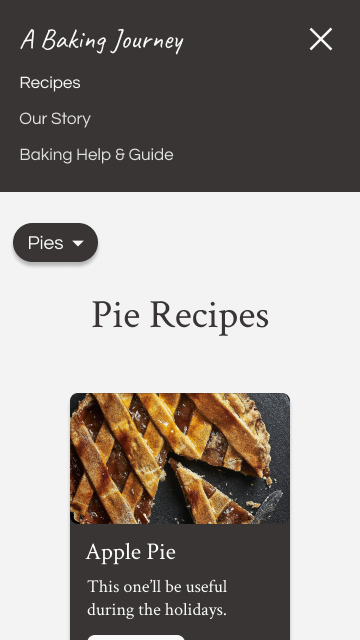 A Baking Journey
Recipes
Our Story
Baking Help & Guide
Pies
Pie Recipes
Apple Pie
This one'll be useful
during the holidays.